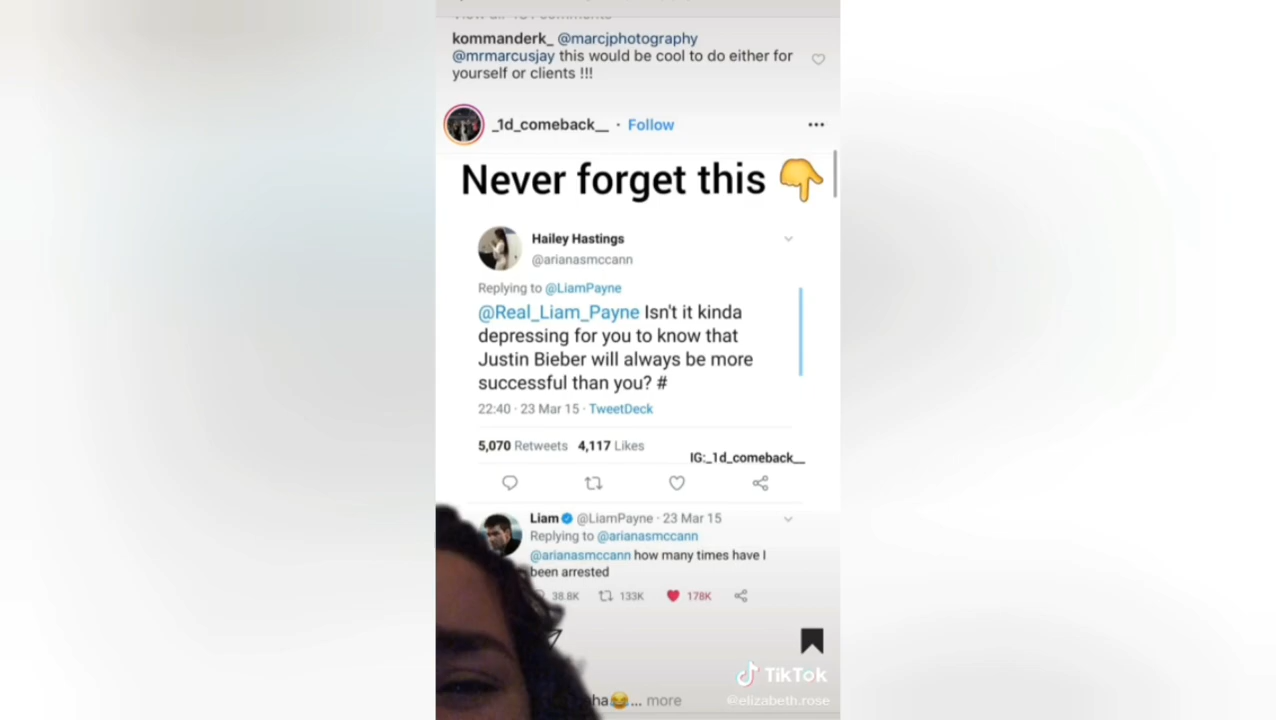 kommanderk_ @marcjphotography
@mrmarcusjay this would be cool to do either for
yourself or clients !!!
_1d_comeback__ · Follow
Never forget this 👇
Hailey Hastings
@arianasmccann
Replying to @LiamPayne
@Real_Liam_Payne Isn't it kinda
depressing for you to know that
Justin Bieber will always be more
successful than you? #
22:40 · 23 Mar 15 · TweetDeck
5,070 Retweets 4,117 Likes
IG:_1d_comeback__
Liam @LiamPayne · 23 Mar 15
Replying to @arianasmccann
@arianasmccann how many times have I
been arrested
38.8K 133K 178K
TikTok
@elizabeth.rose
ha😂... more